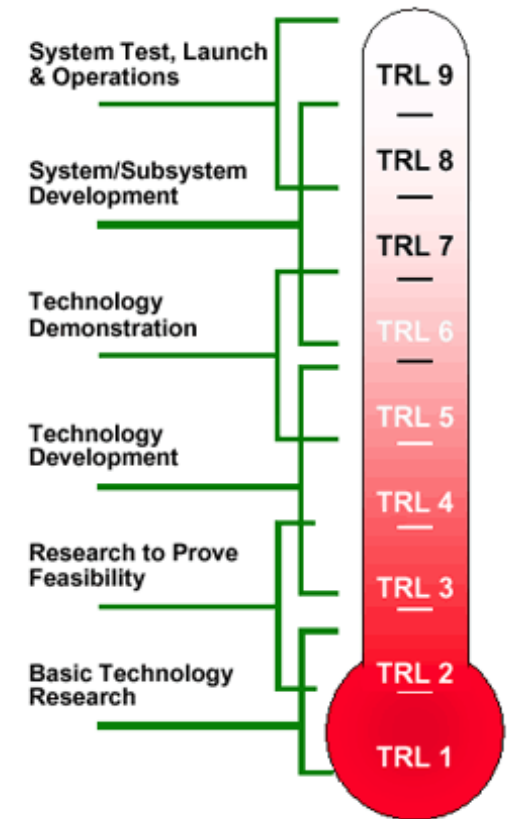 System Test, Launch
& Operations
System/Subsystem
Development
Technology
Demonstration
Technology
Development
Research to Prove
Feasibility
Basic Technology
Research
TRL 9
TRL 8
TRL 7
TRL 6
TRL 5
TRL 4
TRL 3
TRL 2
TRL 1